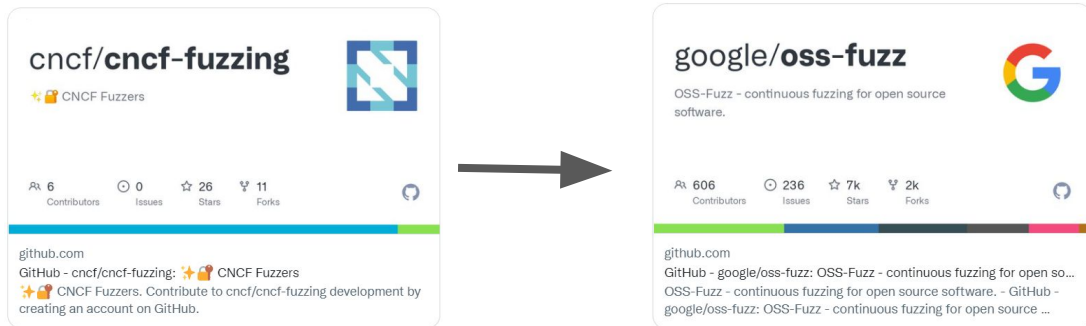 cncf/cncf-fuzzing
✨🔐 CNCF Fuzzers
6
Contributors
0
Issues
26
Stars
11
Forks
github.com
GitHub - cncf/cncf-fuzzing: ✨🔐 CNCF Fuzzers
✨🔐 CNCF Fuzzers. Contribute to cncf/cncf-fuzzing development by
creating an account on GitHub.
google/oss-fuzz
OSS-Fuzz - continuous fuzzing for open source
software.
606
Contributors
236
Issues
7k
Stars
2k
Forks
github.com
GitHub - google/oss-fuzz: OSS-Fuzz - continuous fuzzing for open so...
OSS-Fuzz - continuous fuzzing for open source software. - GitHub -
google/oss-fuzz: OSS-Fuzz - continuous fuzzing for open source ...